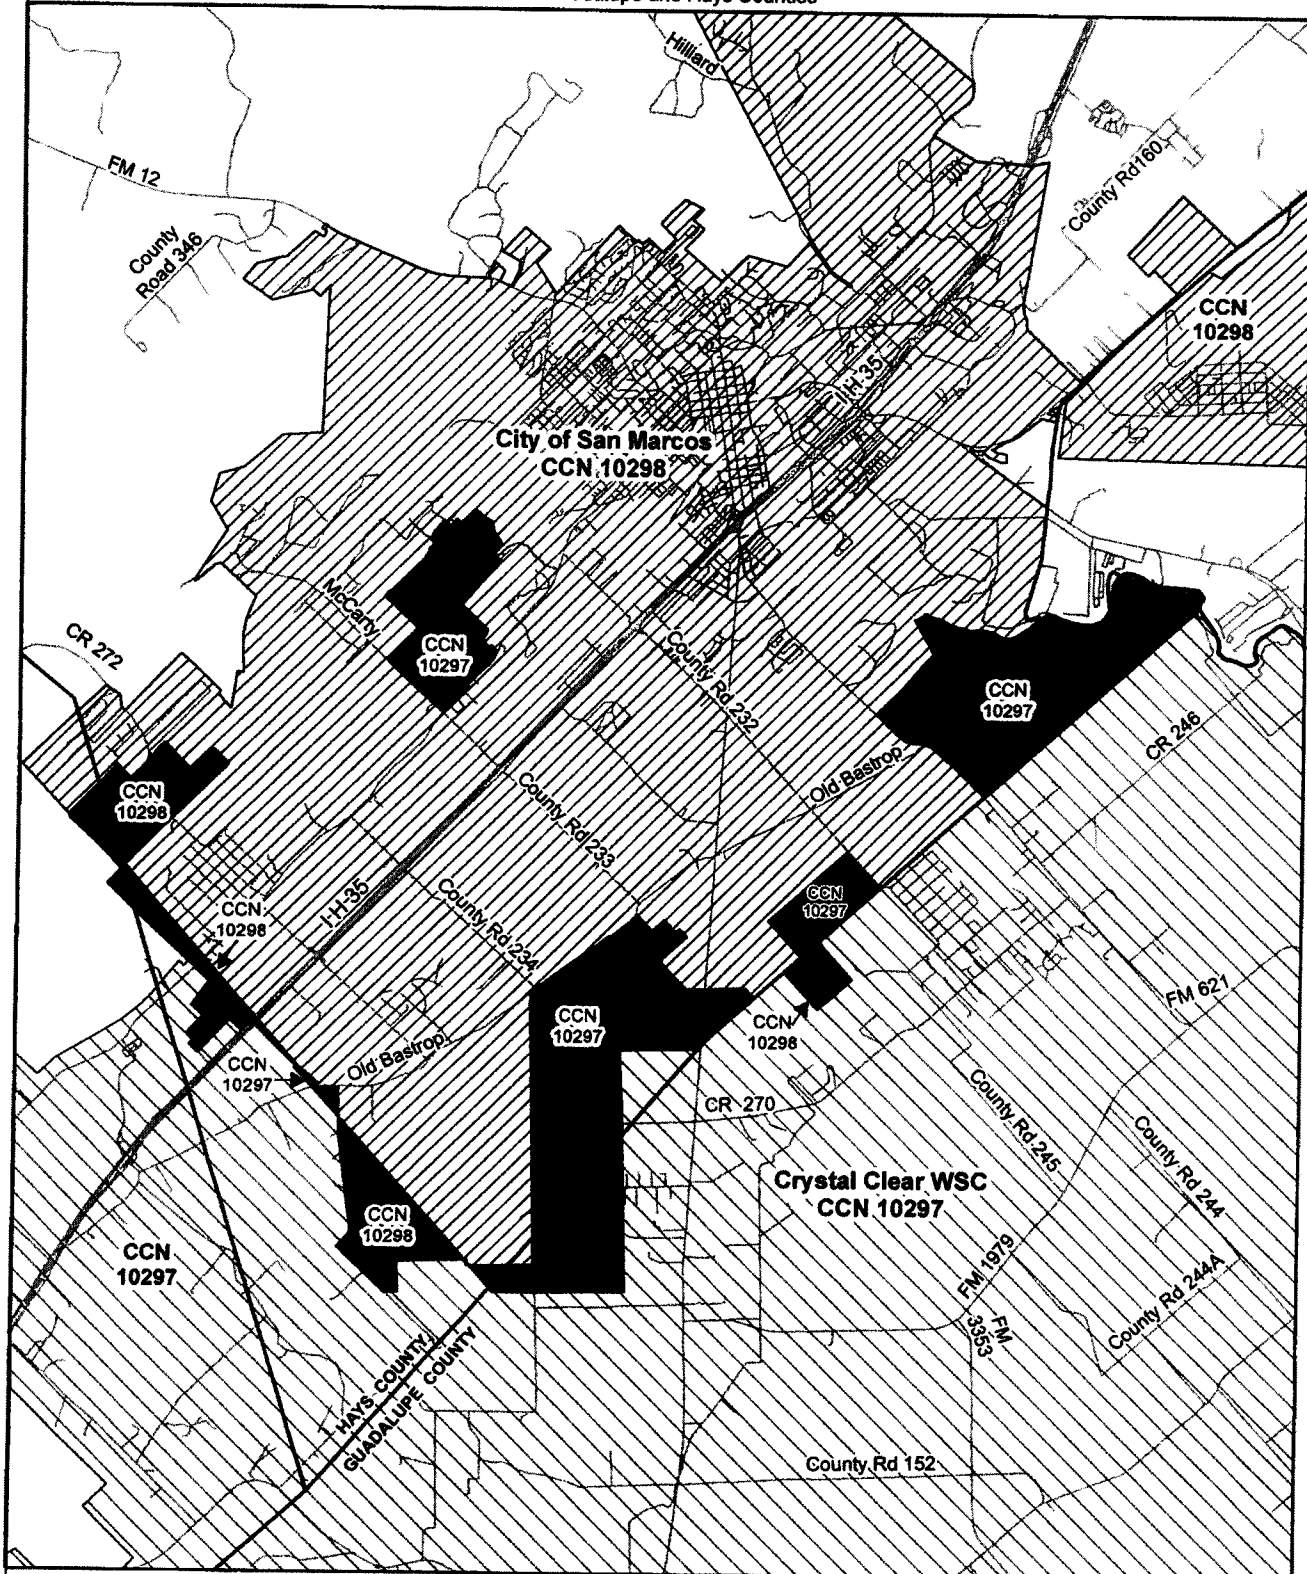 and Hays Counties
Hilliard
FM 12
County Rd160
County
Road 346
CCN
10298
I-H-35
City of San Marcos
CCN 10298
McCarty
CR 272
CCN
10297
County Rd 232
CCN
10297
CR 246
Old Bastrop
CCN
10298
County Rd 233
CCN
10297
I-H-35
County Rd 234
CCN
10298
FM 621
CCN
10297
CCN
10298
Old Bastrop
CCN
10297
CR 270
County Rd 245
County Rd 244
Crystal Clear WSC
CCN 10297
CCN
10298
CCN
10297
FM 1979
County Rd 244A
FM
3353
HAYS COUNTY
GUADALUPE COUNTY
County Rd 152